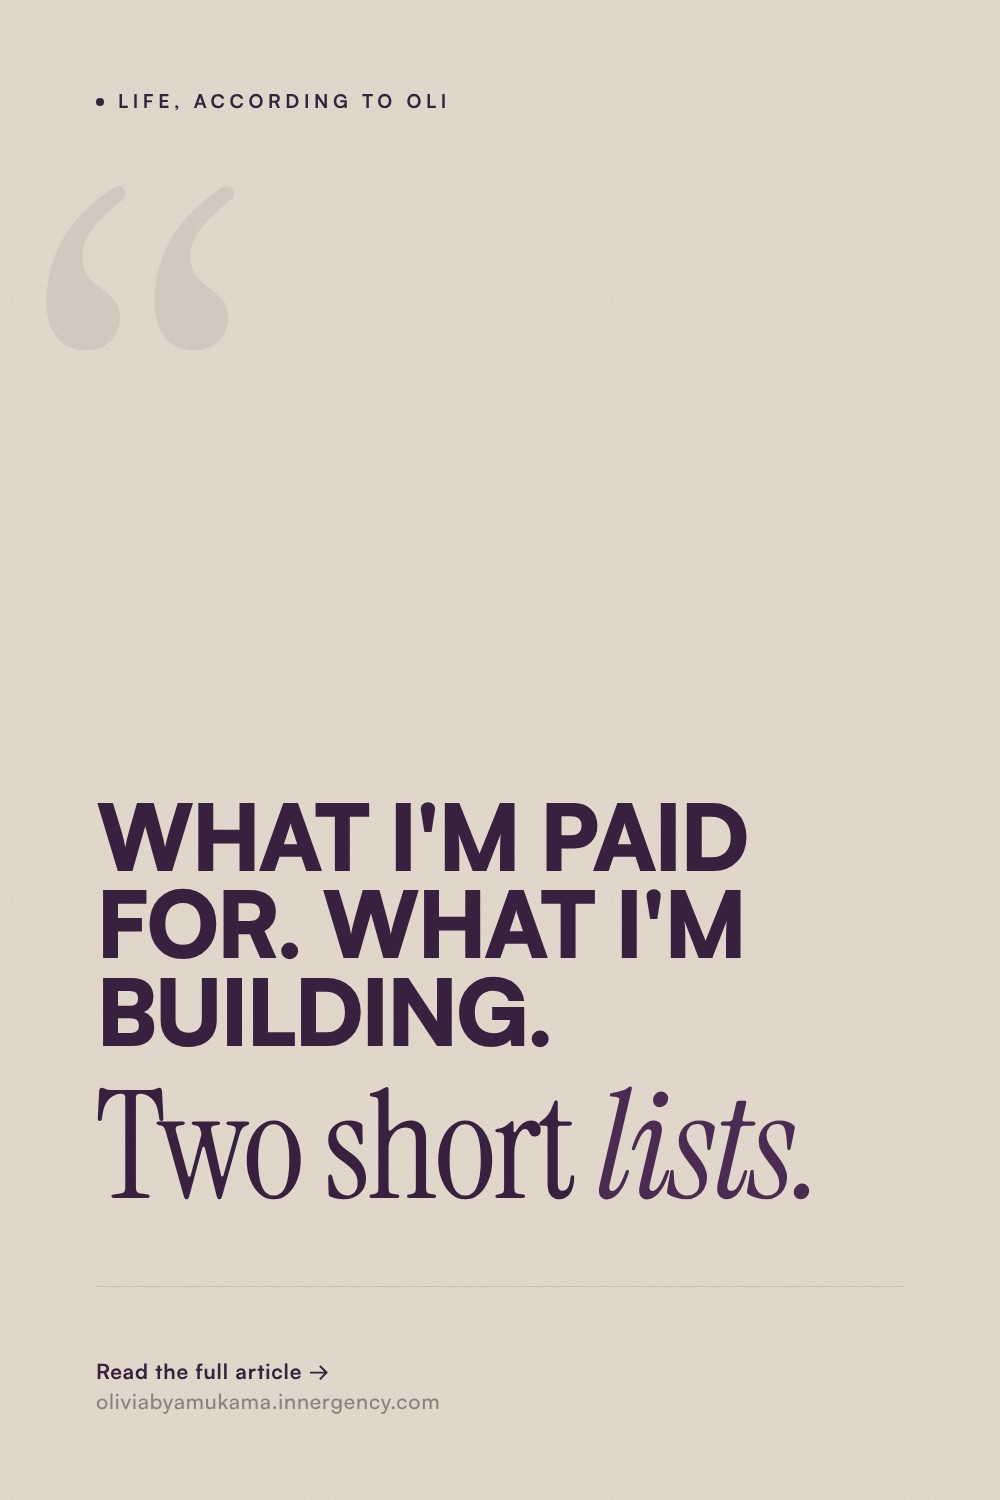 • LIFE, ACCORDING TO OLI
“
WHAT I'M PAID
FOR. WHAT I'M
BUILDING.
Two short lists.
Read the full article →
oliviabyamukama.innergency.com